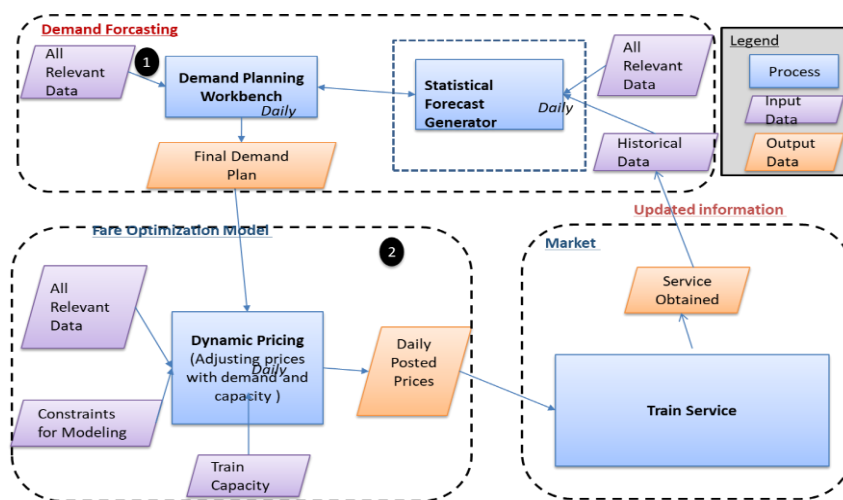 Demand Forcasting
All
Relevant
Data
1
Demand Planning
Workbench
Daily
Statistical
Forecast
Generator
Daily
All
Relevant
Data
Historical
Data
Final Demand
Plan
Legend
Process
Input
Data
Output
Data
Updated information
Fare Optimization Model
2
All
Relevant
Data
Constraints
for Modeling
Train
Capacity
Dynamic Pricing
(Adjusting prices
with demand and
capacity )
Daily
Daily
Posted
Prices
Market
Service
Obtained
Train Service